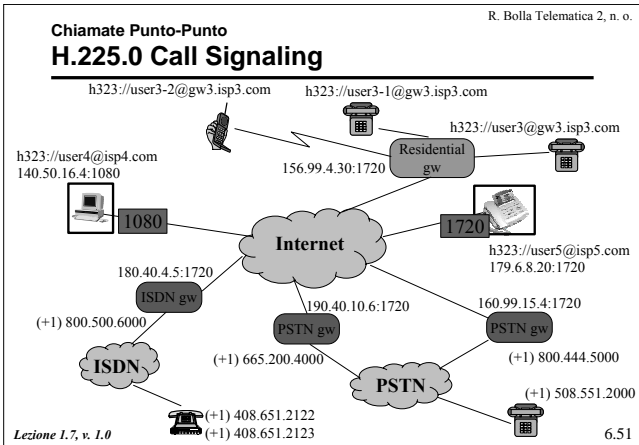 R. Bolla Telematica 2, n. o.
Chiamate Punto-Punto
H.225.0 Call Signaling
h323://user3-2@gw3.isp3.com
h323://user3-1@gw3.isp3.com
h323://user3@gw3.isp3.com
Residential
gw
156.99.4.30:1720
h323://user4@isp4.com
140.50.16.4:1080
1080
Internet
1720
h323://user5@isp5.com
179.6.8.20:1720
180.40.4.5:1720
ISDN gw
190.40.10.6:1720
PSTN gw
160.99.15.4:1720
PSTN gw
(+1) 800.500.6000
(+1) 665.200.4000
(+1) 800.444.5000
ISDN
PSTN
(+1) 508.551.2000
(+1) 408.651.2122
(+1) 408.651.2123
Lezione 1.7, v. 1.0
6.51